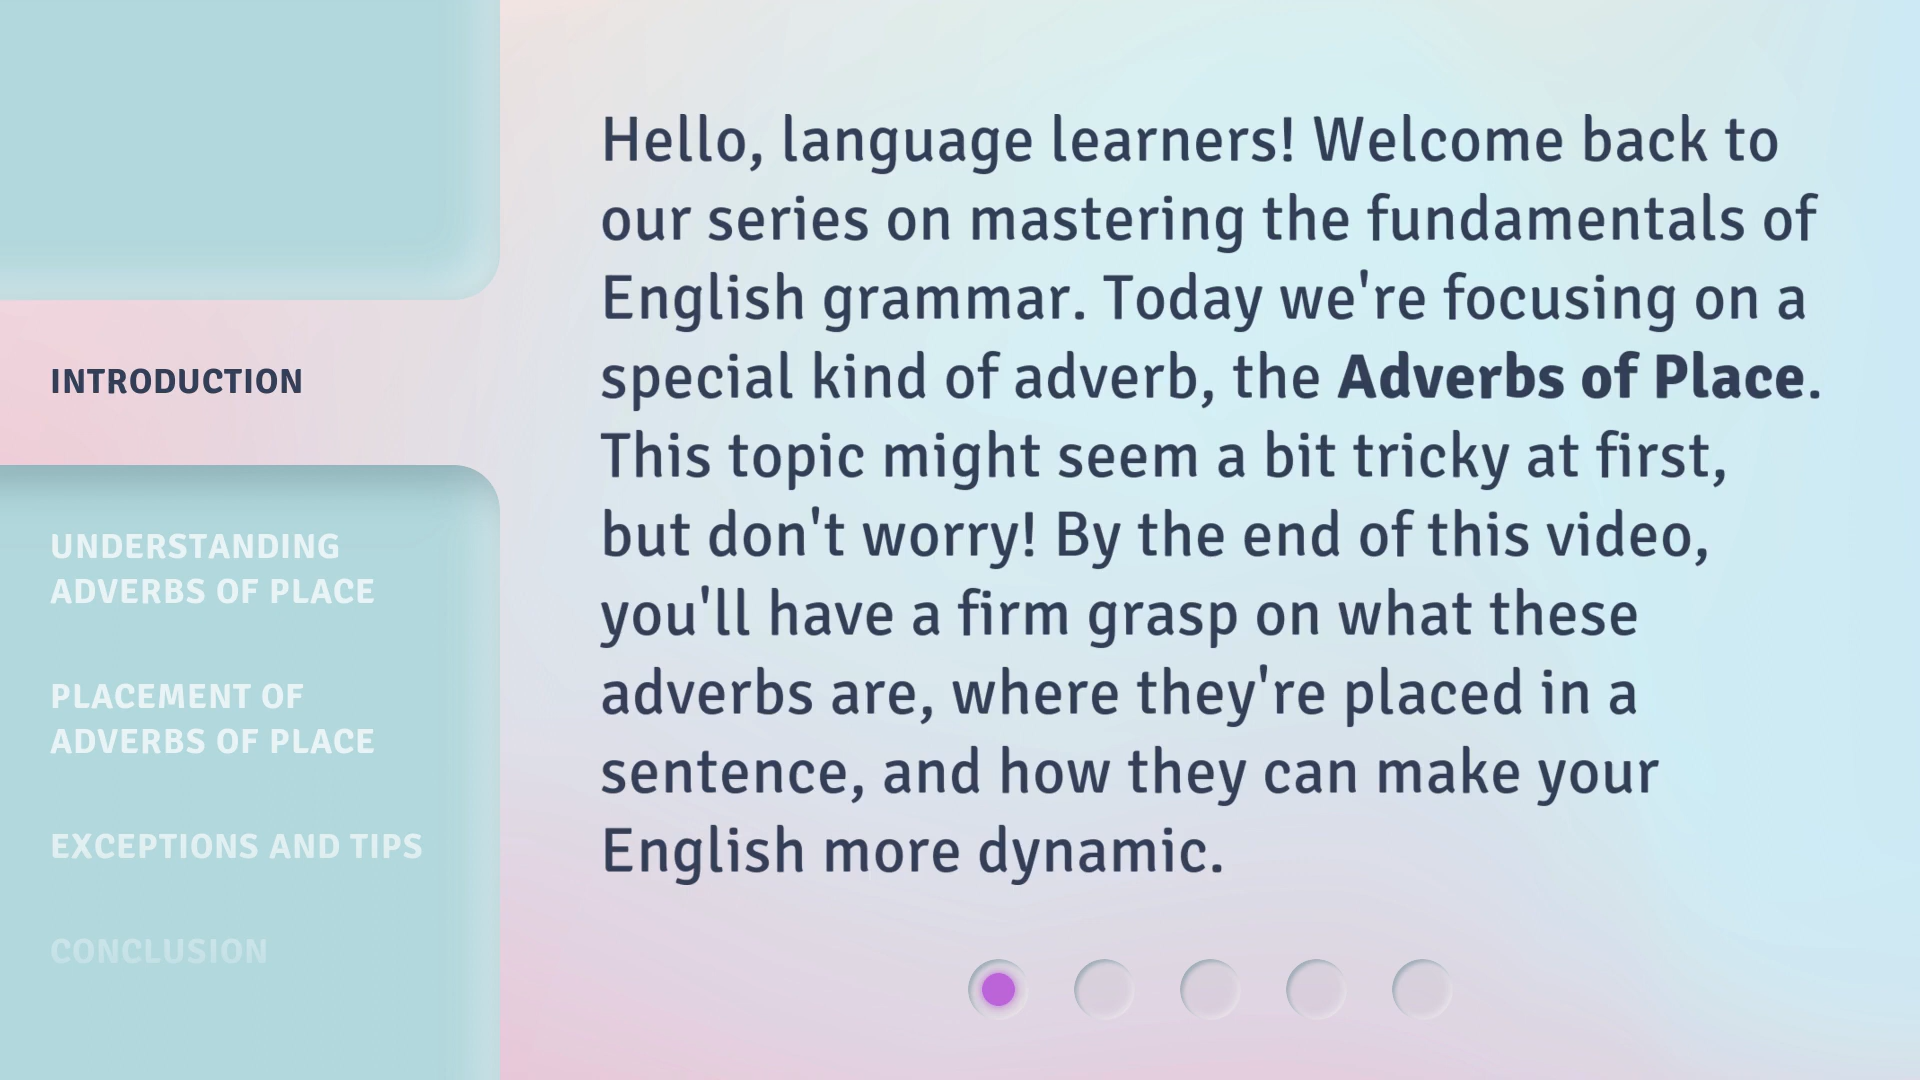 INTRODUCTION
UNDERSTANDING
ADVERBS OF PLACE
PLACEMENT OF
ADVERBS OF PLACE
EXCEPTIONS AND TIPS
CONCLUSION
Hello, language learners! Welcome back to
our series on mastering the fundamentals of
English grammar. Today we're focusing on a
special kind of adverb, the Adverbs of Place.
This topic might seem a bit tricky at first,
but don't worry! By the end of this video,
you'll have a firm grasp on what these
adverbs are, where they're placed in a
sentence, and how they can make your
English more dynamic.